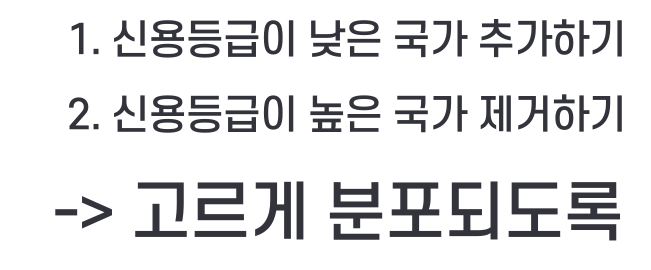 1. 신용등급이 낮은 국가 추가하기
2. 신용등급이 높은 국가 제거하기
-> 고르게 분포되도록